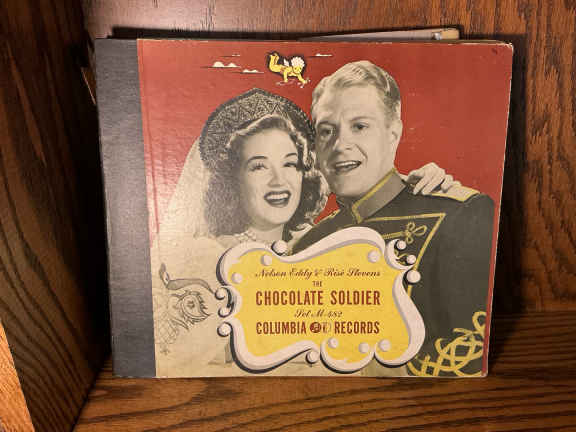 Nelson Eddy & Risë Stevens
THE
CHOCOLATE SOLDIER
Set M-482
COLUMBIA RECORDS